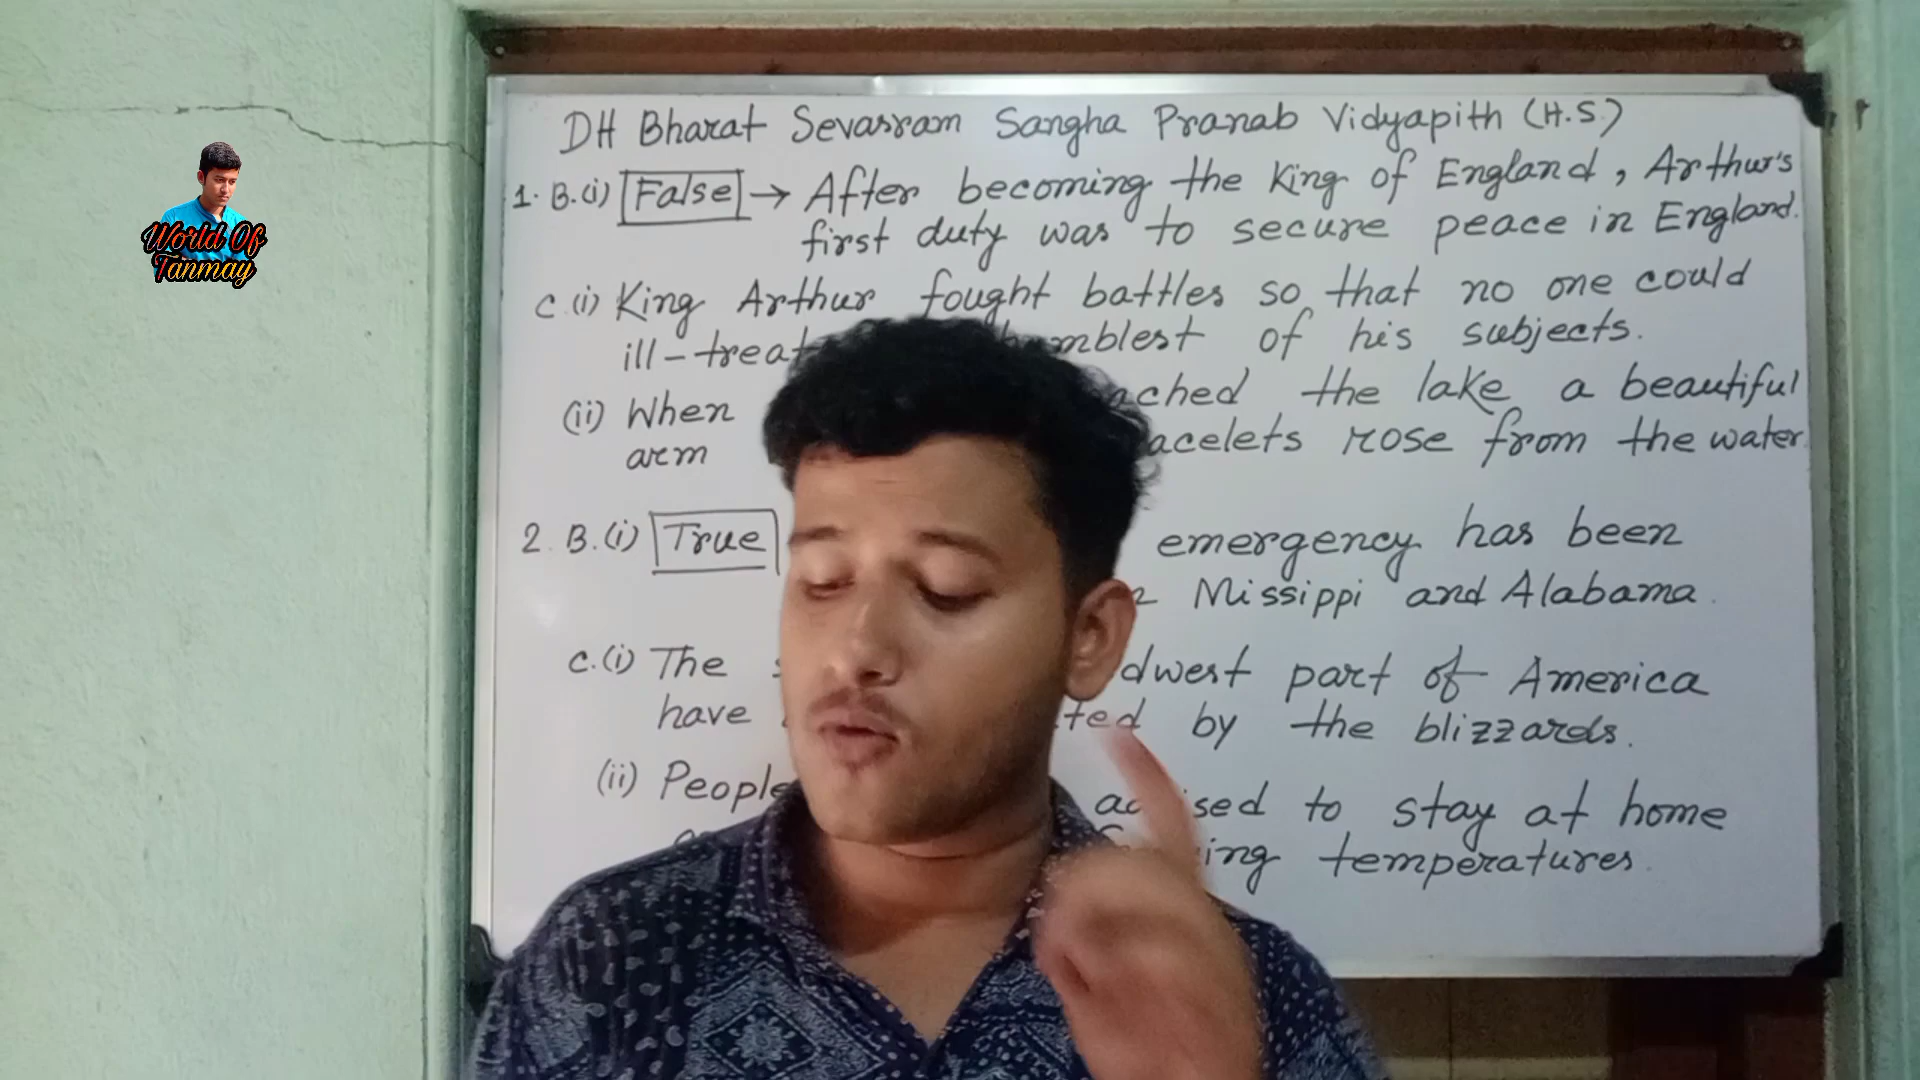 DH Bharat Sevasram Sangha Pranab Vidyapith (H.S.)
1. B.(i) False → After becoming the King of England, Arthur's
first duty was to secure peace in England.
C.(i) King Arthur fought battles so that no one could
ill-treat of his subjects.
(ii) When the lake a beautiful
arm rose from the water.
2. B.(i) True emergency has been
Missippi and Alabama.
C.(i) The part of America
have by the blizzards.
(ii) People to stay at home
temperatures.
World Of
Tanmay